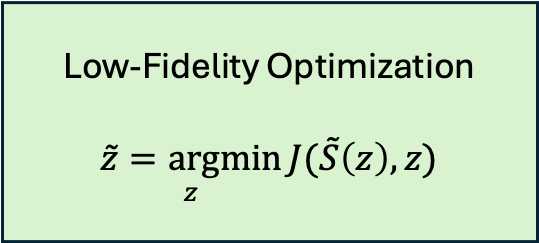 Low-Fidelity Optimization
z̃ = argmin J(S̃(z), z)
z